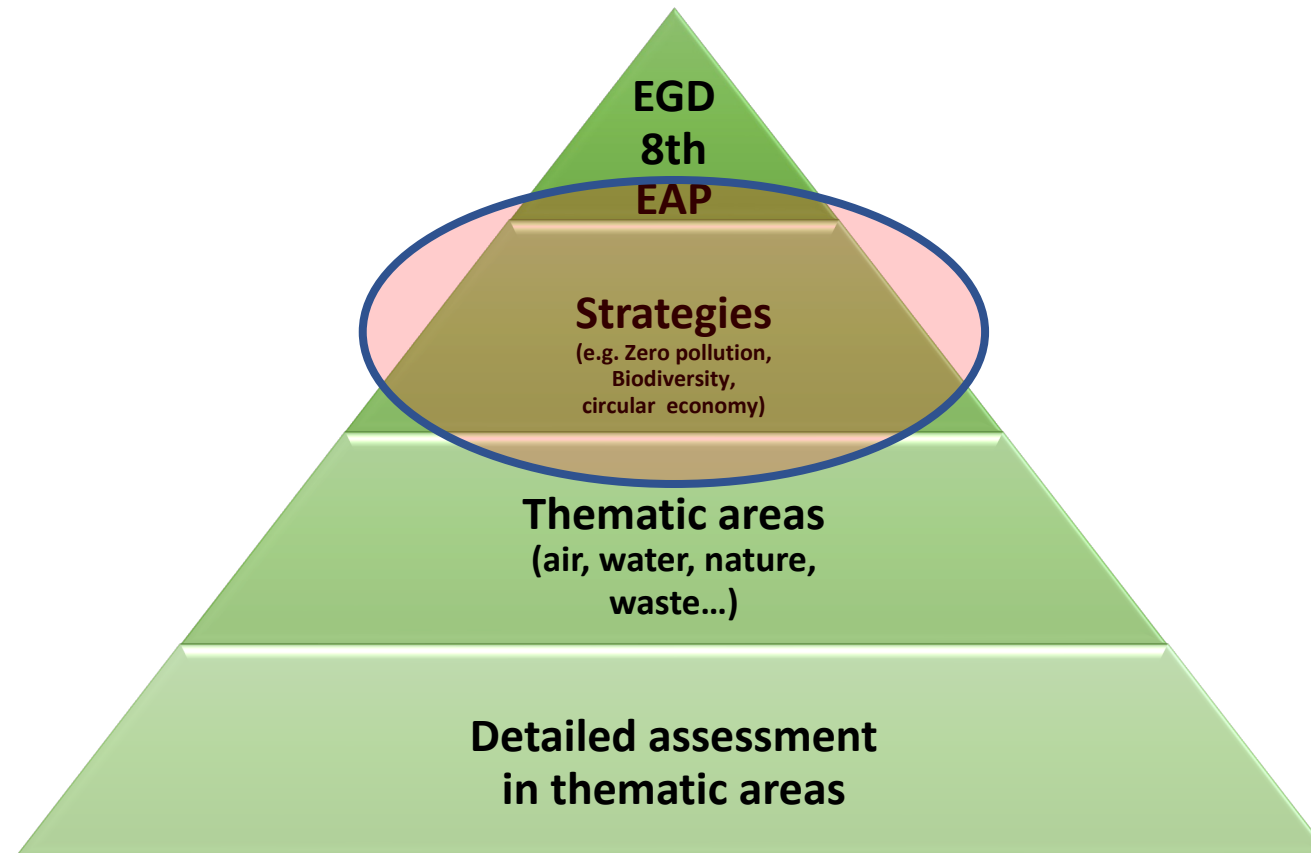 EGD
8th
EAP
Strategies
(e.g. Zero pollution,
Biodiversity,
circular economy)
Thematic areas
(air, water, nature,
waste…)
Detailed assessment
in thematic areas